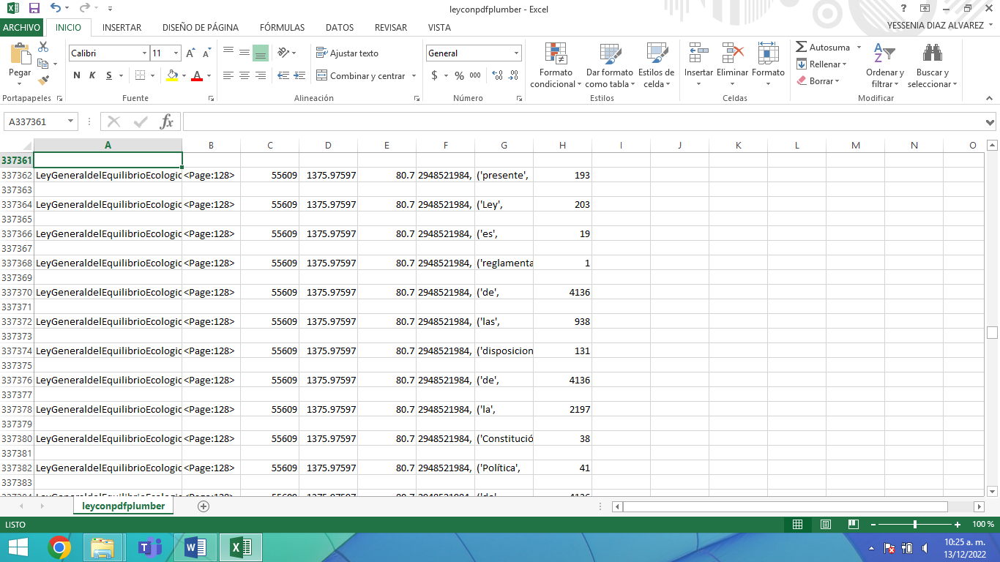 leyconpdfplumber - Excel
YESSENIA DIAZ ALVAREZ
ARCHIVO INICIO INSERTAR DISEÑO DE PÁGINA FÓRMULAS DATOS REVISAR VISTA
Calibri 11 Ajustar texto General Autosuma
Pegar Rellenar
N K S Combinar y centrar $ % 000 Formato condicional Dar formato como tabla Estilos de celda Insertar Eliminar Formato Borrar Ordenar y filtrar Buscar y seleccionar
Portapapeles Fuente Alineación Número Estilos Celdas Modificar
A337361 fx
A B C D E F G H I J K L M N O
337361
337362 LeyGeneraldelEquilibrioEcologic <Page:128> 55609 1375.97597 80.7 2948521984, ('presente', 193
337363
337364 LeyGeneraldelEquilibrioEcologic <Page:128> 55609 1375.97597 80.7 2948521984, ('Ley', 203
337365
337366 LeyGeneraldelEquilibrioEcologic <Page:128> 55609 1375.97597 80.7 2948521984, ('es', 19
337367
337368 LeyGeneraldelEquilibrioEcologic <Page:128> 55609 1375.97597 80.7 2948521984, ('reglamenta 1
337369
337370 LeyGeneraldelEquilibrioEcologic <Page:128> 55609 1375.97597 80.7 2948521984, ('de', 4136
337371
337372 LeyGeneraldelEquilibrioEcologic <Page:128> 55609 1375.97597 80.7 2948521984, ('las', 938
337373
337374 LeyGeneraldelEquilibrioEcologic <Page:128> 55609 1375.97597 80.7 2948521984, ('disposicion 131
337375
337376 LeyGeneraldelEquilibrioEcologic <Page:128> 55609 1375.97597 80.7 2948521984, ('de', 4136
337377
337378 LeyGeneraldelEquilibrioEcologic <Page:128> 55609 1375.97597 80.7 2948521984, ('la', 2197
337379
337380 LeyGeneraldelEquilibrioEcologic <Page:128> 55609 1375.97597 80.7 2948521984, ('Constitució 38
337381
337382 LeyGeneraldelEquilibrioEcologic <Page:128> 55609 1375.97597 80.7 2948521984, ('Política', 41
337383
leyconpdfplumber
LISTO 100 %
10:25 a. m.
13/12/2022